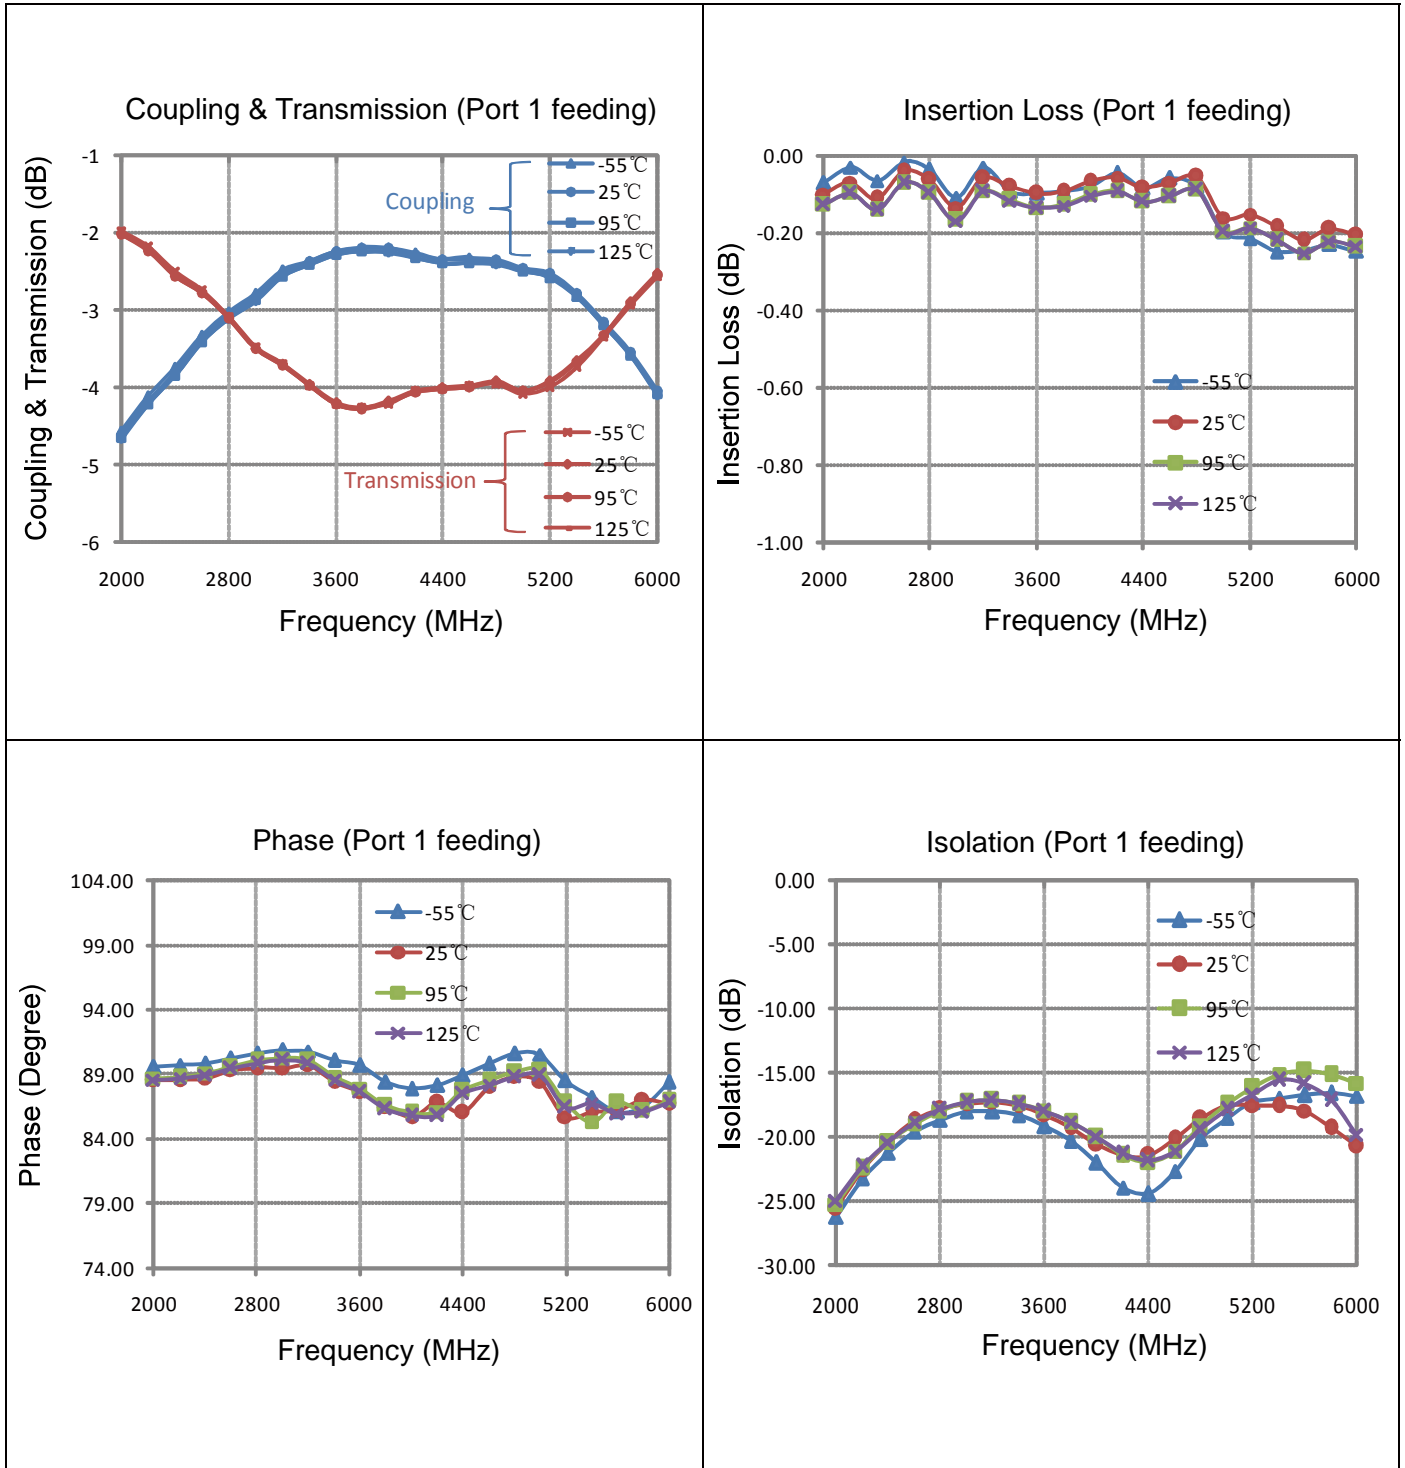 Coupling & Transmission (Port 1 feeding)
Coupling & Transmission (dB)
-1
-2
-3
-4
-5
-6
Coupling
-55℃
25℃
95℃
125℃
Transmission
-55℃
25℃
95℃
125℃
2000 2800 3600 4400 5200 6000
Frequency (MHz)
Insertion Loss (Port 1 feeding)
Insertion Loss (dB)
0.00
-0.20
-0.40
-0.60
-0.80
-1.00
-55℃
25℃
95℃
125℃
2000 2800 3600 4400 5200 6000
Frequency (MHz)
Phase (Port 1 feeding)
Phase (Degree)
104.00
99.00
94.00
89.00
84.00
79.00
74.00
-55℃
25℃
95℃
125℃
2000 2800 3600 4400 5200 6000
Frequency (MHz)
Isolation (Port 1 feeding)
Isolation (dB)
0.00
-5.00
-10.00
-15.00
-20.00
-25.00
-30.00
-55℃
25℃
95℃
125℃
2000 2800 3600 4400 5200 6000
Frequency (MHz)